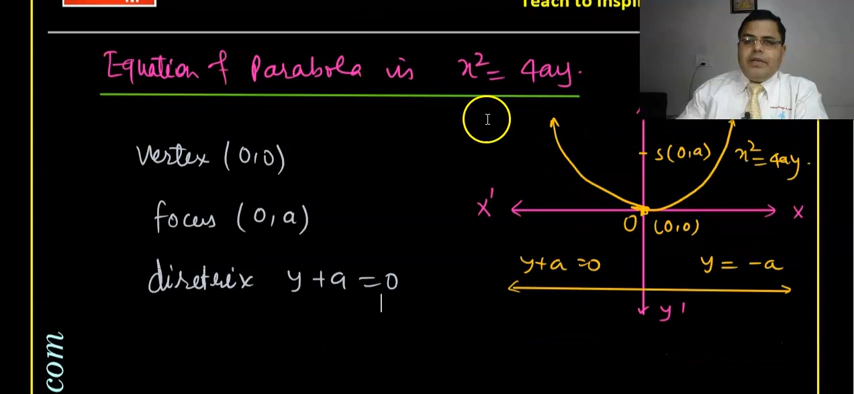 Teach to Inspi
Equation of Parabola is x² = 4ay.
vertex (0,0)
focus (0,a)
diretrix y + a = 0
S(0,a)
x² = 4ay.
X'
X
O
(0,0)
y+a=0
y = -a
y'
com